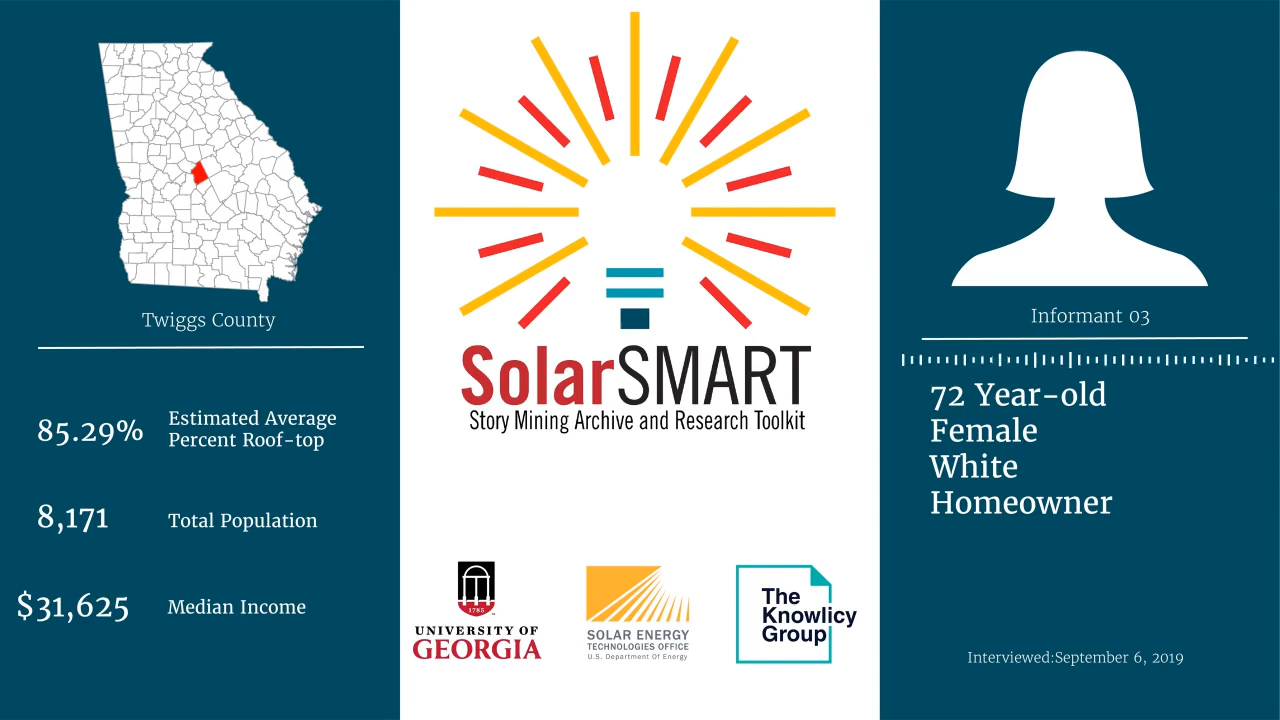 Twiggs County
85.29%
Estimated Average
Percent Roof-top
8,171
Total Population
$31,625
Median Income
SolarSMART
Story Mining Archive and Research Toolkit
1785
UNIVERSITY OF
GEORGIA
SOLAR ENERGY
TECHNOLOGIES OFFICE
U.S. Department Of Energy
The
Knowlicy
Group
Informant 03
72 Year-old
Female
White
Homeowner
Interviewed:September 6, 2019